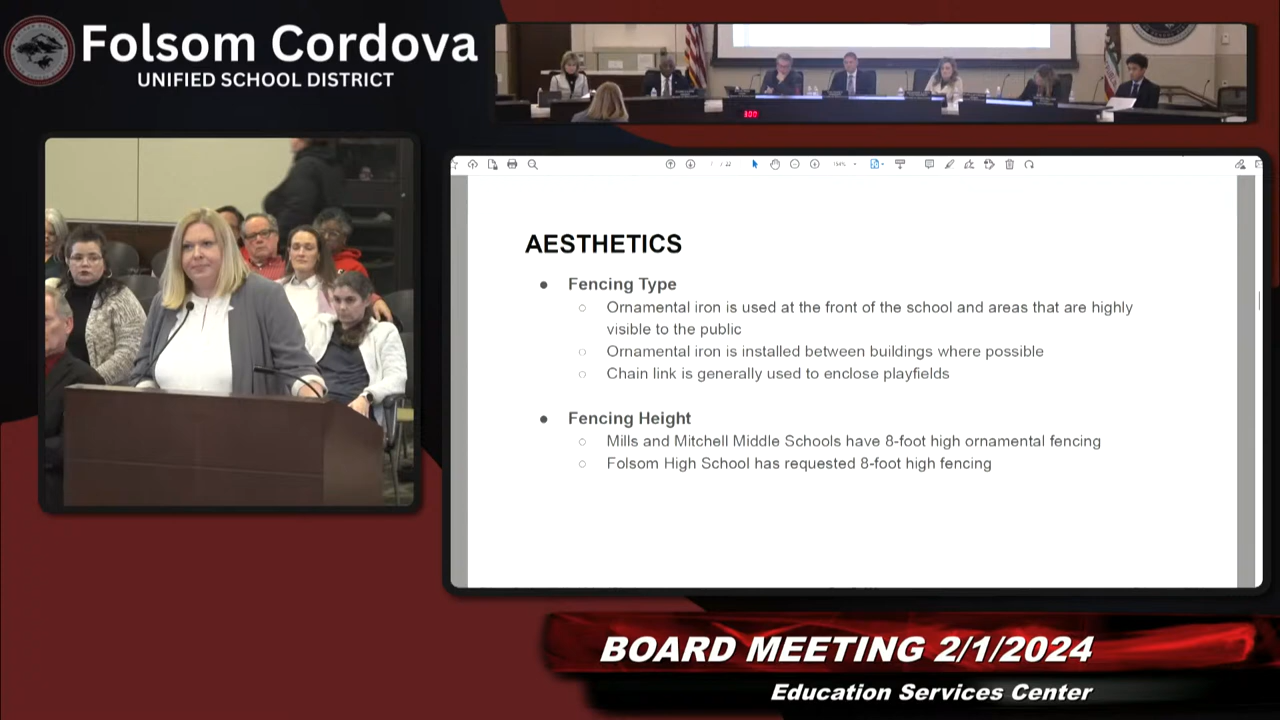 Folsom Cordova
UNIFIED SCHOOL DISTRICT
AESTHETICS
● Fencing Type
○ Ornamental iron is used at the front of the school and areas that are highly
visible to the public
○ Ornamental iron is installed between buildings where possible
○ Chain link is generally used to enclose playfields
● Fencing Height
○ Mills and Mitchell Middle Schools have 8-foot high ornamental fencing
○ Folsom High School has requested 8-foot high fencing
BOARD MEETING 2/1/2024
Education Services Center